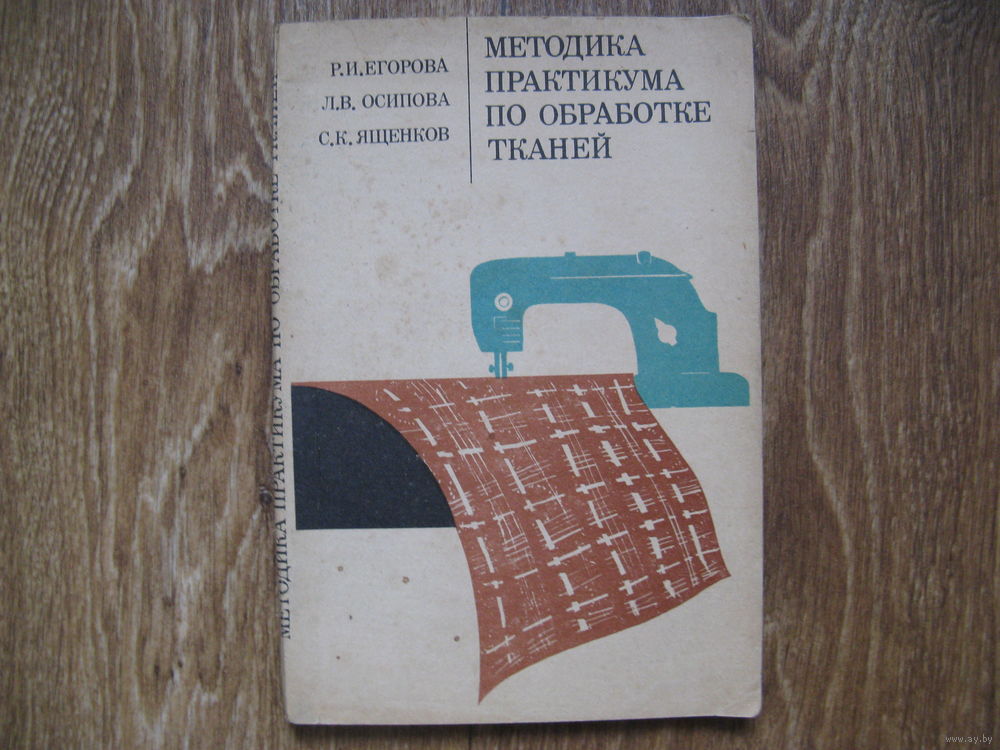 Р.И.ЕГОРОВА
Л.В. ОСИПОВА
С.К. ЯЩЕНКОВ
МЕТОДИКА
ПРАКТИКУМА
ПО ОБРАБОТКЕ
ТКАНЕЙ
МЕТОДИКА ПРАКТИКУМА ПО ОБРАБОТКЕ ТКАНЕЙ
www.ay.by